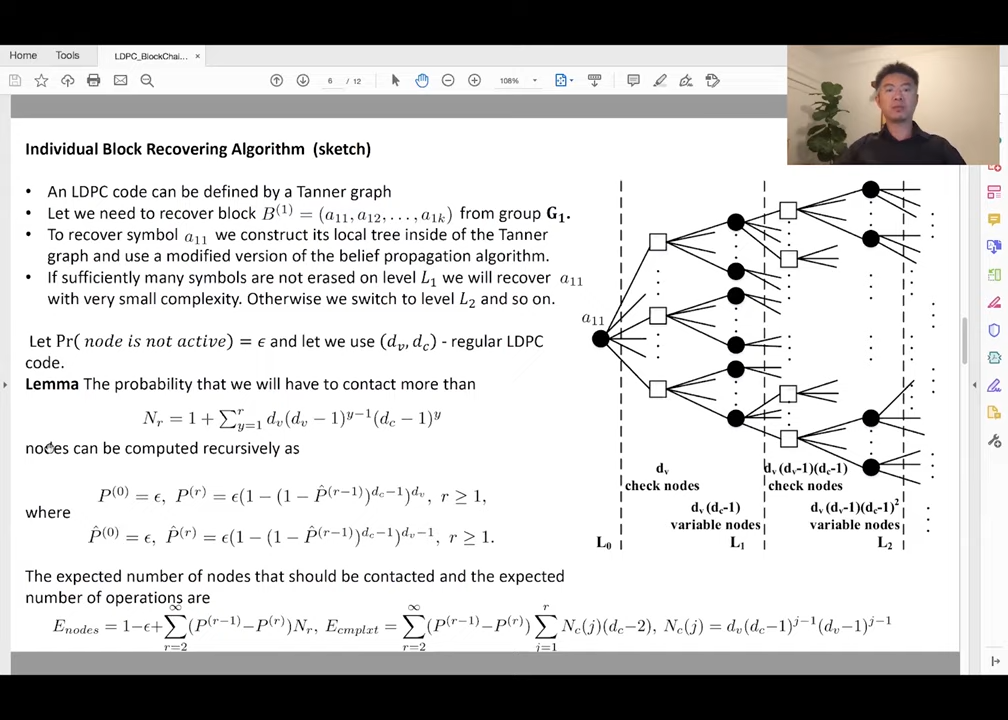 Home Tools LDPC_BlockChai... ×
6 / 12 108%
Individual Block Recovering Algorithm (sketch)
• An LDPC code can be defined by a Tanner graph
• Let we need to recover block B^(1) = (a_11, a_12, . . . , a_1k) from group G_1.
• To recover symbol a_11 we construct its local tree inside of the Tanner
graph and use a modified version of the belief propagation algorithm.
• If sufficiently many symbols are not erased on level L_1 we will recover a_11
with very small complexity. Otherwise we switch to level L_2 and so on.
Let Pr( node is not active) = ϵ and let we use (d_v, d_c) - regular LDPC
code.
Lemma The probability that we will have to contact more than
N_r = 1 + ∑_{y=1}^{r} d_v(d_v − 1)^{y−1}(d_c − 1)^y
nodes can be computed recursively as
P^(0) = ϵ, P^(r) = ϵ(1 − (1 − P̂^(r−1))^{d_c−1})^{d_v}, r ≥ 1,
where
P̂^(0) = ϵ, P̂^(r) = ϵ(1 − (1 − P̂^(r−1))^{d_c−1})^{d_v−1}, r ≥ 1.
The expected number of nodes that should be contacted and the expected
number of operations are
E_nodes = 1−ϵ+∑_{r=2}^{∞}(P^(r−1)−P^(r))N_r, E_cmplxt = ∑_{r=2}^{∞}(P^(r−1)−P^(r)) ∑_{j=1}^{r} N_c(j)(d_c−2), N_c(j) = d_v(d_c−1)^{j−1}(d_v−1)^{j−1}
a_11
d_v
check nodes
d_v(d_v-1)(d_c-1)
check nodes
d_v(d_c-1)
variable nodes
d_v(d_v-1)(d_c-1)^2
variable nodes
L_0
L_1
L_2